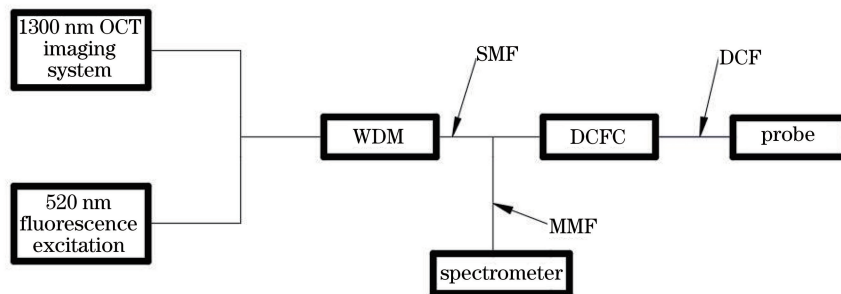 1300 nm OCT
imaging
system
SMF
DCF
WDM
DCFC
probe
520 nm
fluorescence
excitation
MMF
spectrometer